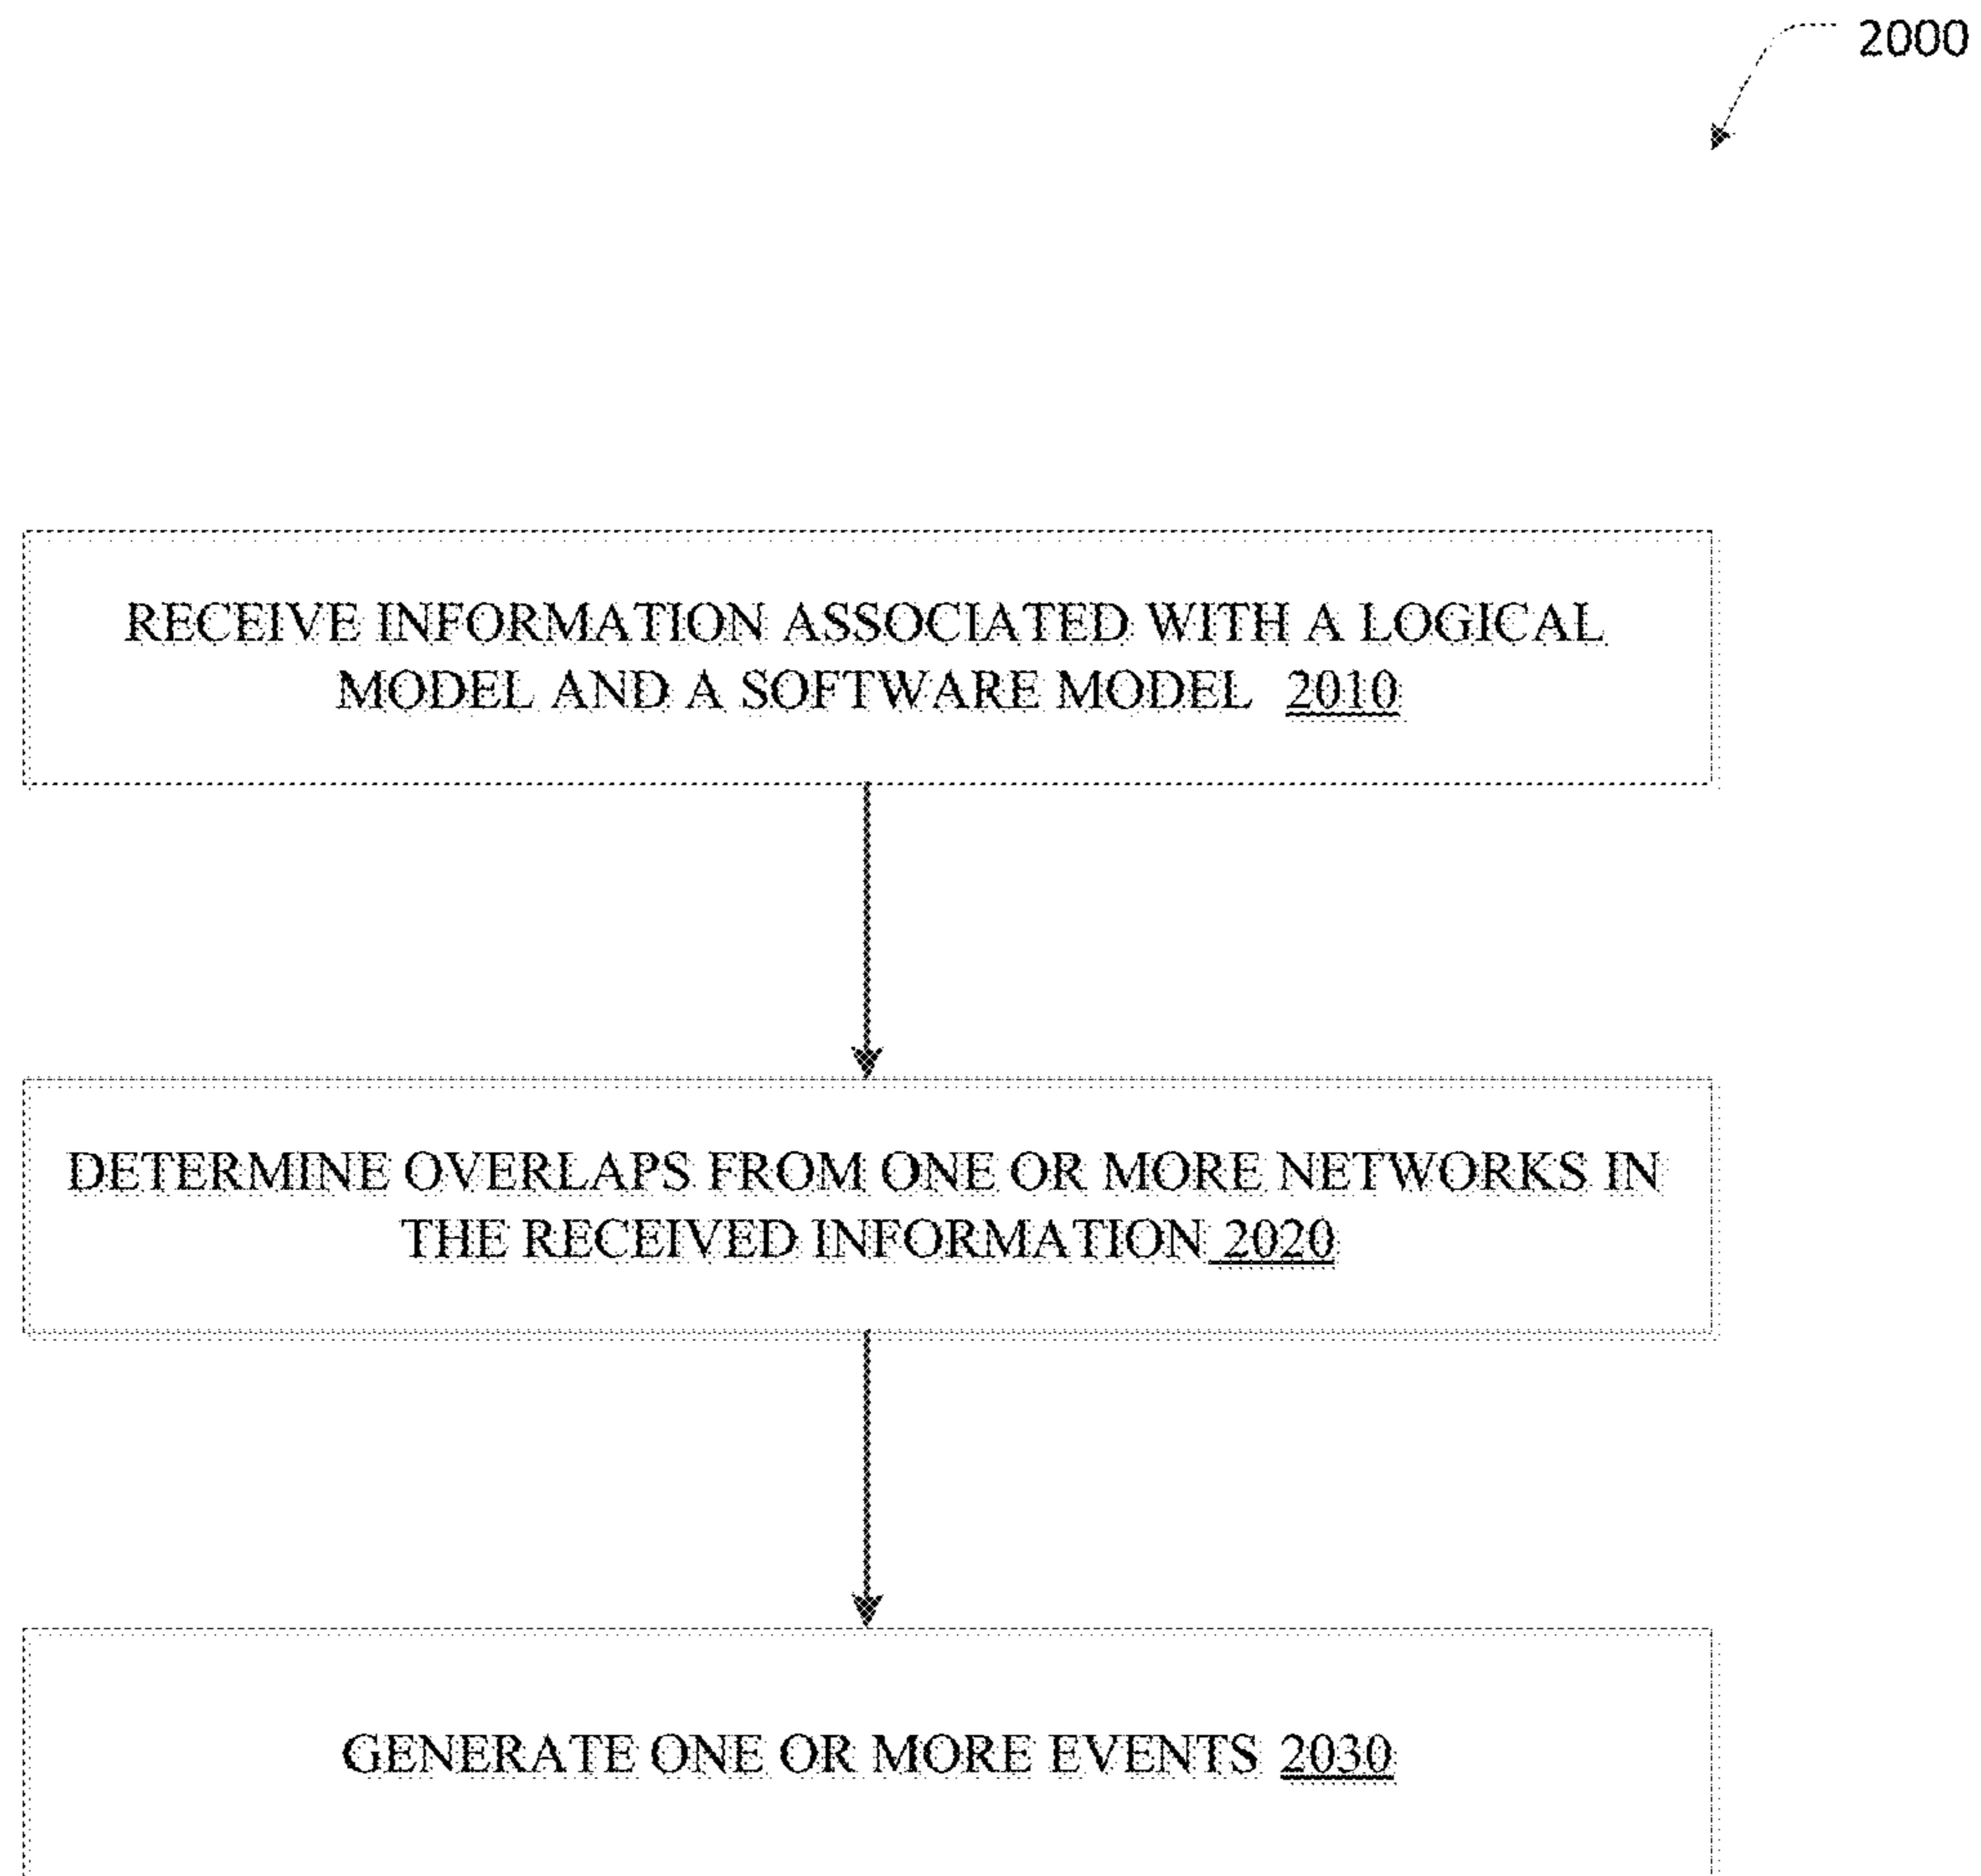 2000
RECEIVE INFORMATION ASSOCIATED WITH A LOGICAL
MODEL AND A SOFTWARE MODEL 2010
DETERMINE OVERLAPS FROM ONE OR MORE NETWORKS IN
THE RECEIVED INFORMATION 2020
GENERATE ONE OR MORE EVENTS 2030